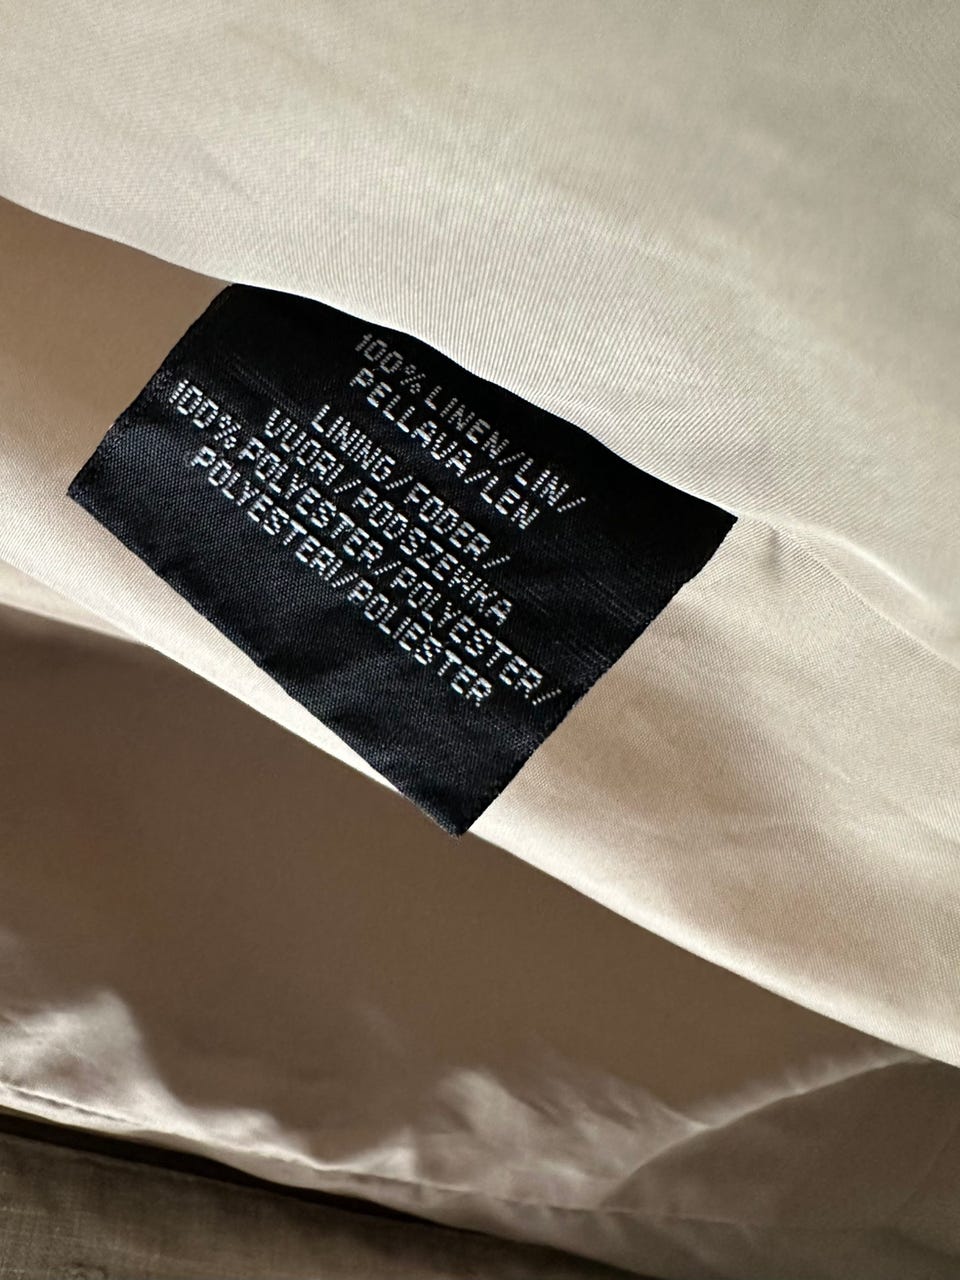 100% LINEN/LIN/
PELLAVA/LEN
LINING/FODER/
VUORI/PODSZEWKA
100% POLYESTER/POLYESTER/
POLYESTERI/POLIESTER